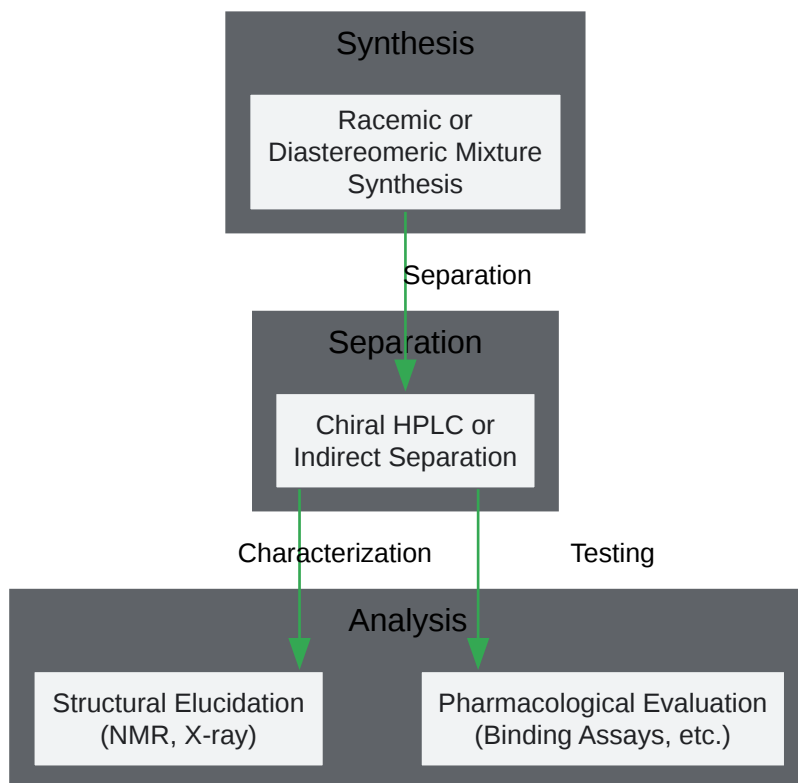 Synthesis
Racemic or
Diastereomeric Mixture
Synthesis
Separation
Separation
Chiral HPLC or
Indirect Separation
Characterization
Testing
Analysis
Structural Elucidation
(NMR, X-ray)
Pharmacological Evaluation
(Binding Assays, etc.)